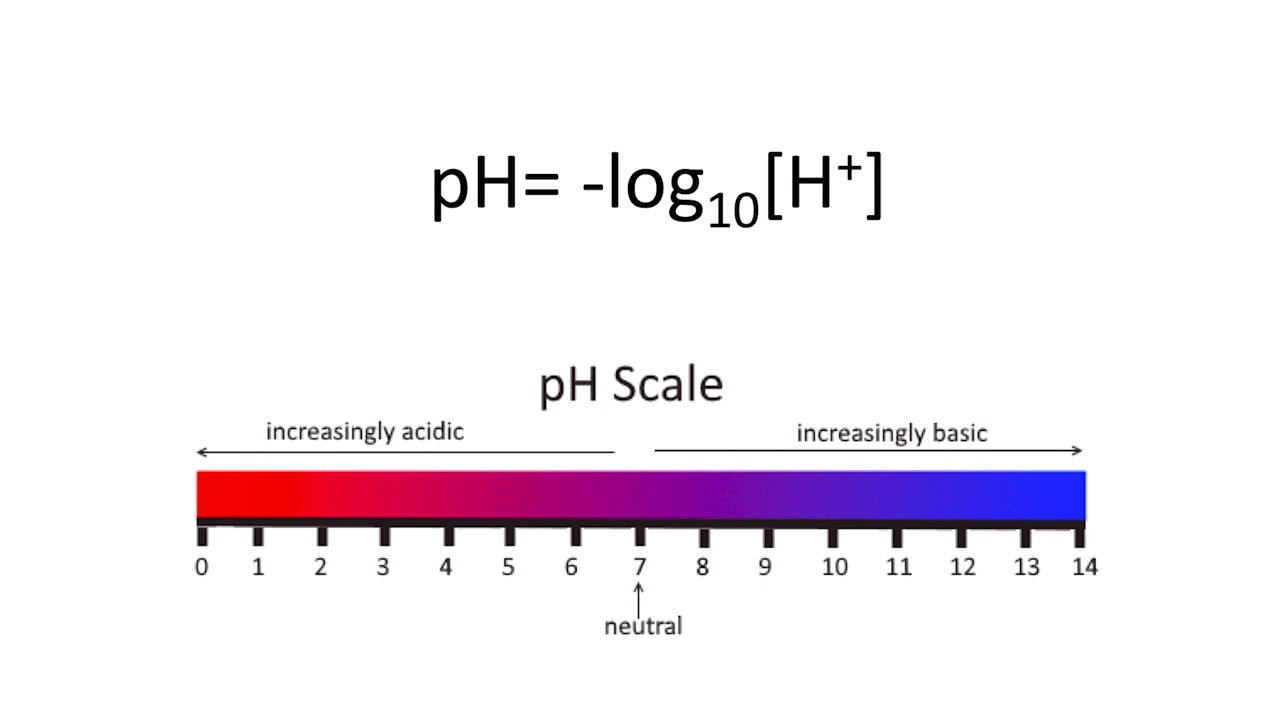 pH= -log₁₀[H⁺]
pH Scale
increasingly acidic increasingly basic
0 1 2 3 4 5 6 7 8 9 10 11 12 13 14
neutral